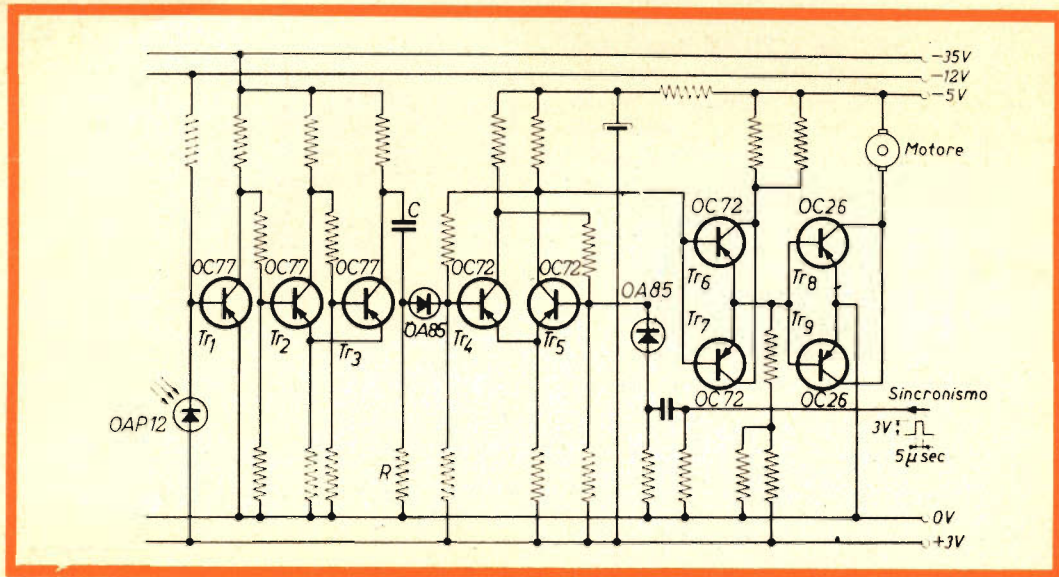 -35V
-12V
-5V
Motore
OC72
OC26
C
OC77
OC77
OC77
OC72
OC72
Tr6
Tr8
OA85
OA85
Tr1
Tr2
Tr3
Tr4
Tr5
Tr7
Tr9
OAP12
OC72
OC26
Sincronismo
3V
5μsec
R
0V
+3V